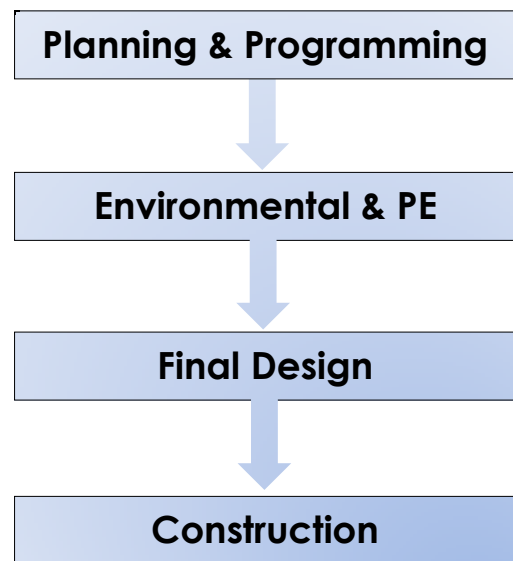 Planning & Programming
Environmental & PE
Final Design
Construction